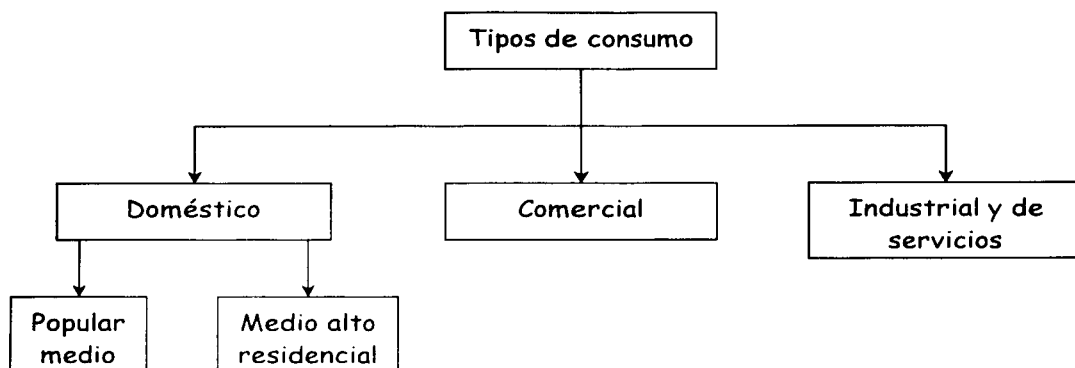 Tipos de consumo
Doméstico
Comercial
Industrial y de
servicios
Popular
medio
Medio alto
residencial